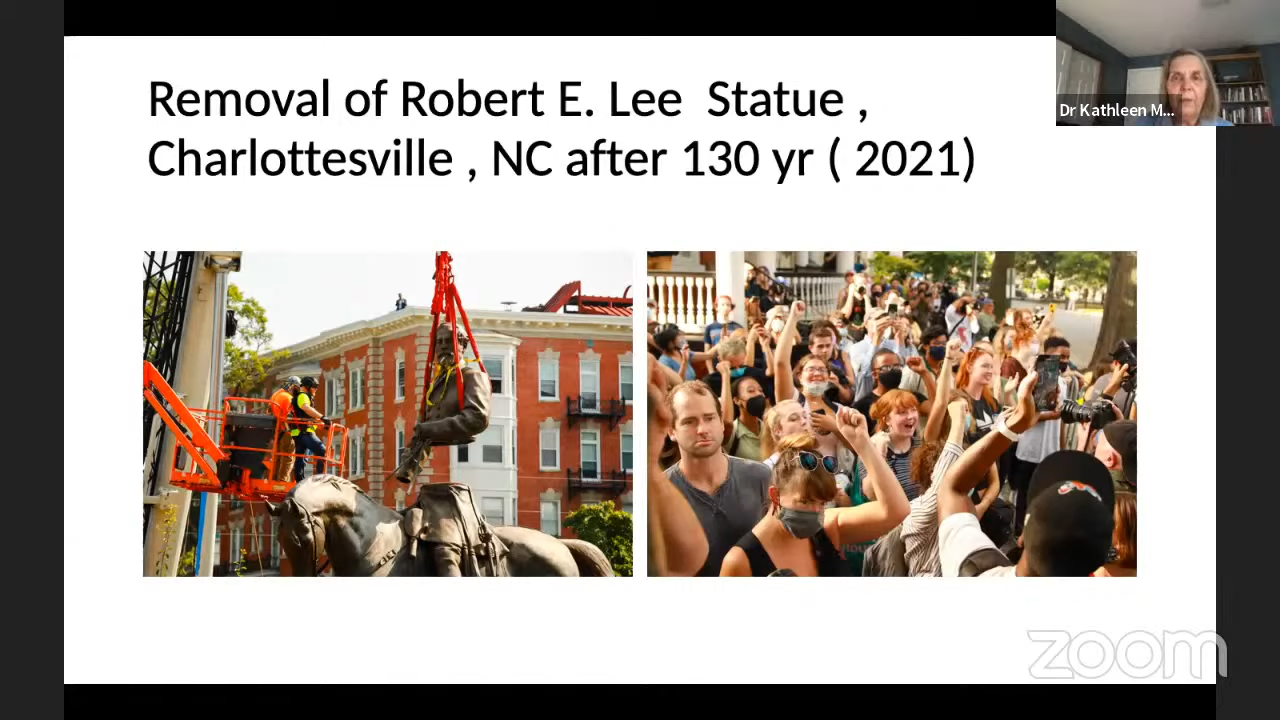 Removal of Robert E. Lee Statue ,
Charlottesville , NC after 130 yr ( 2021)
Dr Kathleen M...
zoom